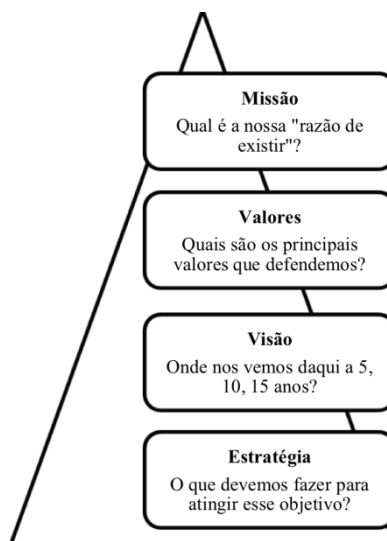 Missão
Qual é a nossa "razão de
existir"?
Valores
Quais são os principais
valores que defendemos?
Visão
Onde nos vemos daqui a 5,
10, 15 anos?
Estratégia
O que devemos fazer para
atingir esse objetivo?